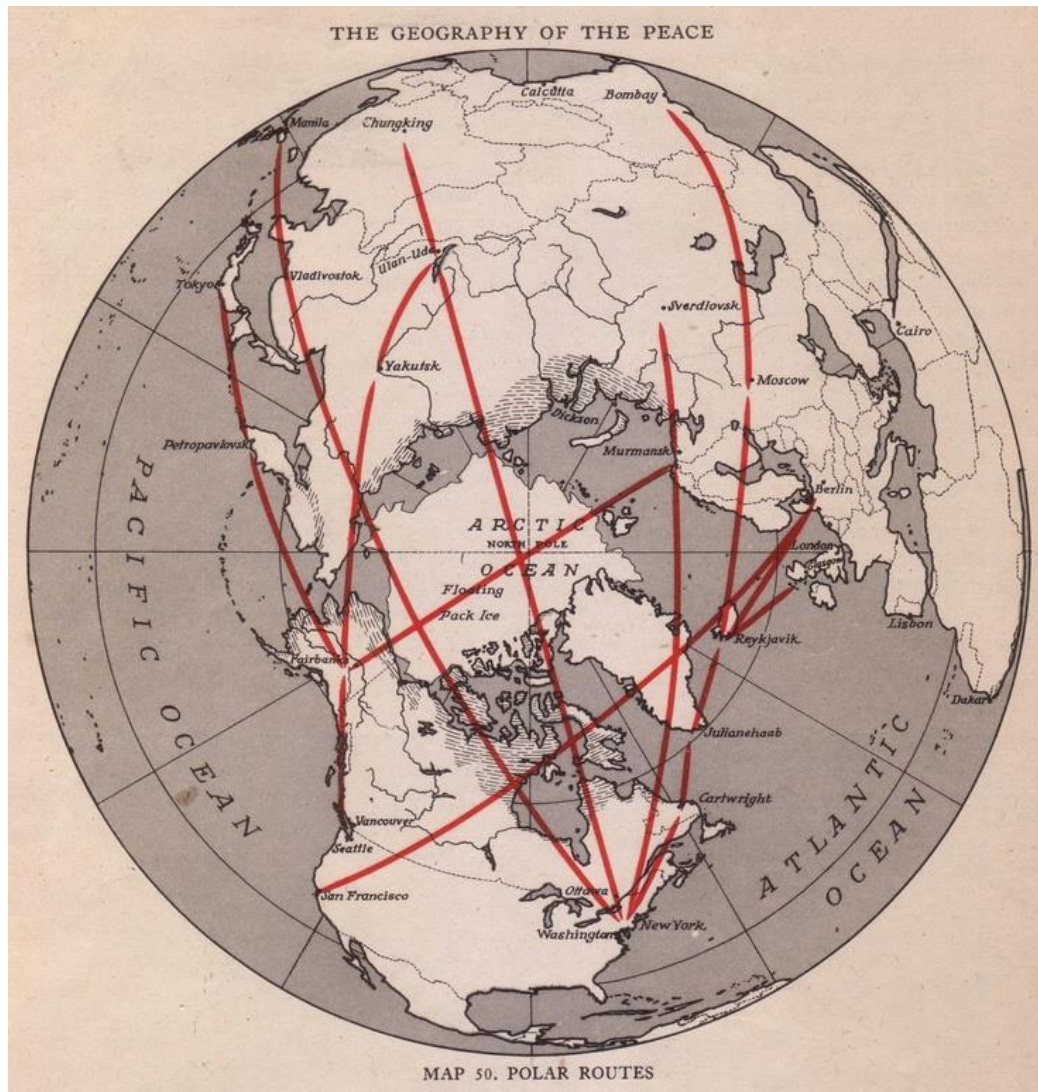 THE GEOGRAPHY OF THE PEACE
Calcutta
Bombay
Manila
Chungking
Ulan-Ude
Vladivostok
Tokyo
Sverdlovsk
Cairo
Yakutsk
Moscow
Dickson
Petropavlovsk
Murmansk
Berlin
PACIFIC OCEAN
ARCTIC
NORTH POLE
OCEAN
London
Glasgow
Floating
Pack Ice
Lisbon
Reykjavik
Fairbanks
Dakar
Julianehaab
Cartwright
Vancouver
Seattle
ATLANTIC
OCEAN
San Francisco
Ottawa
New York
Washington
MAP 50. POLAR ROUTES